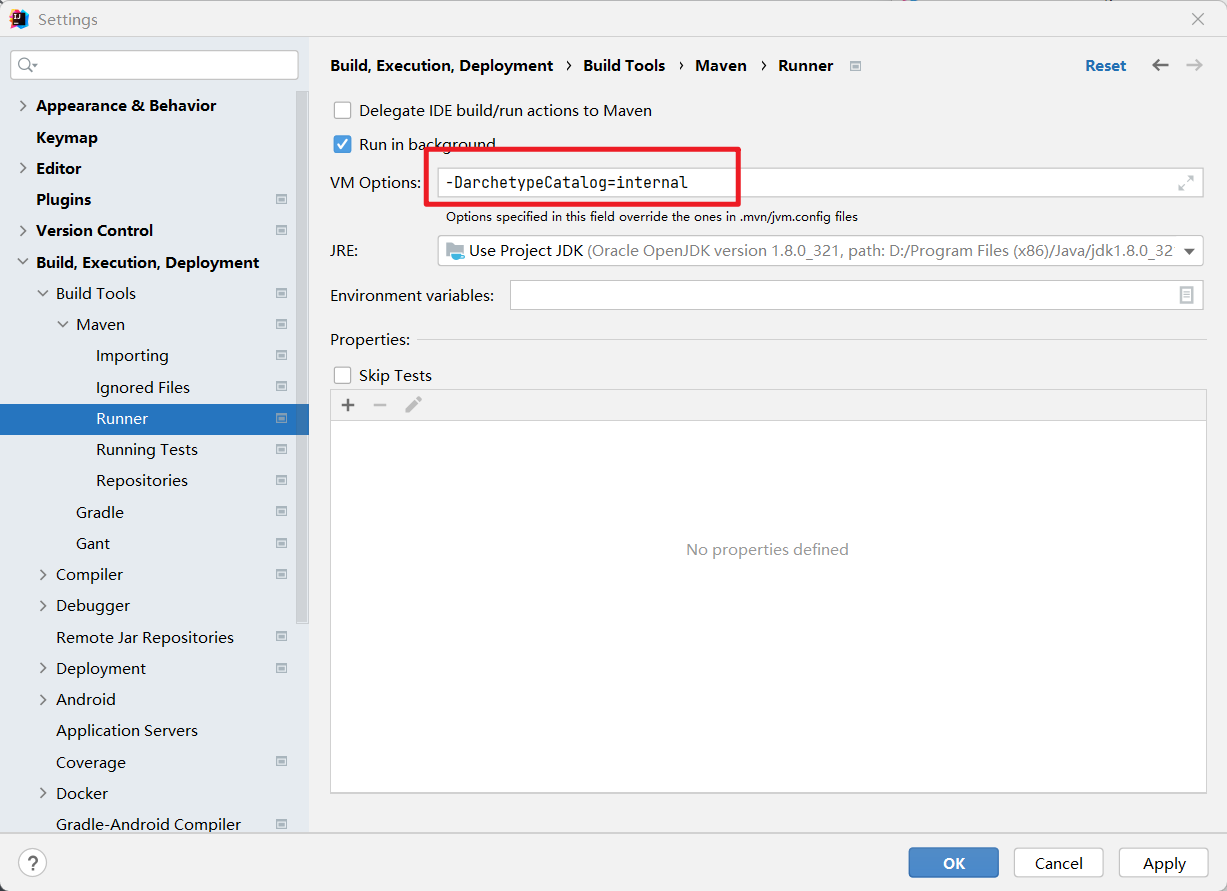 Settings
Build, Execution, Deployment › Build Tools › Maven › Runner
Reset
Appearance & Behavior
Keymap
Editor
Plugins
Version Control
Build, Execution, Deployment
Build Tools
Maven
Importing
Ignored Files
Runner
Running Tests
Repositories
Gradle
Gant
Compiler
Debugger
Remote Jar Repositories
Deployment
Android
Application Servers
Coverage
Docker
Gradle-Android Compiler
Delegate IDE build/run actions to Maven
Run in background
VM Options: -DarchetypeCatalog=internal
Options specified in this field override the ones in .mvn/jvm.config files
JRE: Use Project JDK (Oracle OpenJDK version 1.8.0_321, path: D:/Program Files (x86)/Java/jdk1.8.0_32
Environment variables:
Properties:
Skip Tests
No properties defined
?
OK
Cancel
Apply